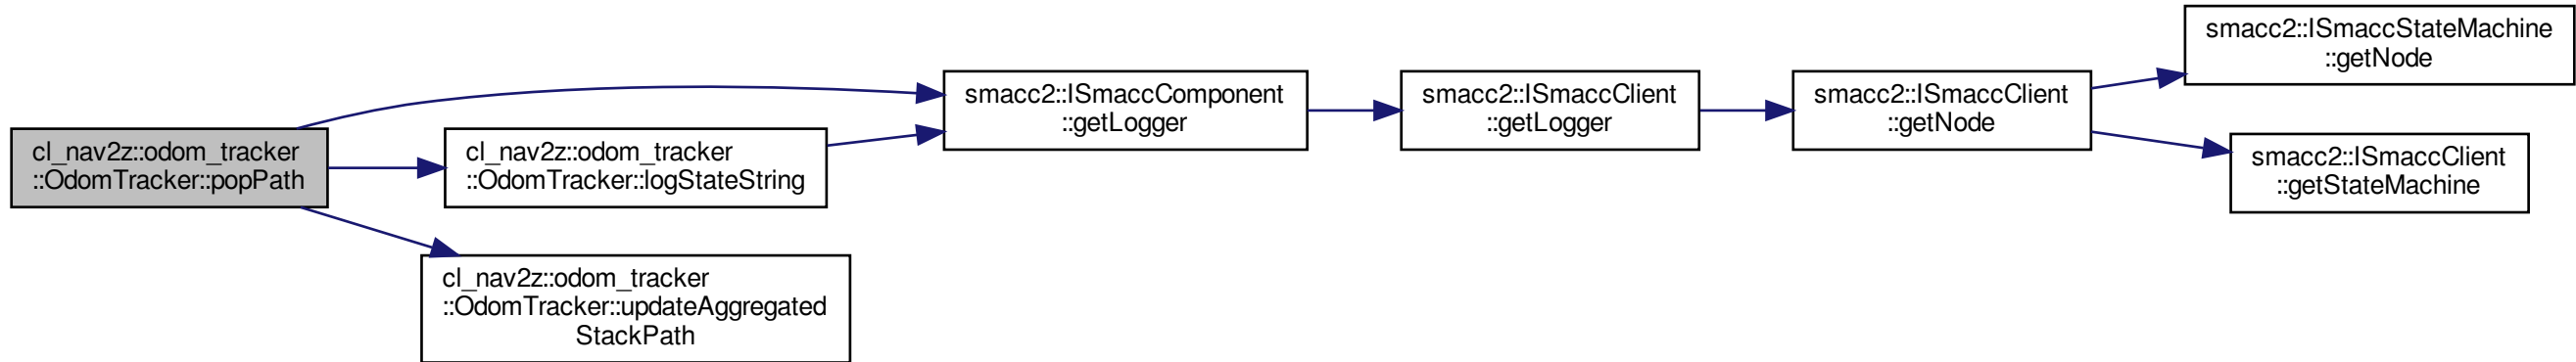 cl_nav2z::odom_tracker
::OdomTracker::popPath
cl_nav2z::odom_tracker
::OdomTracker::logStateString
cl_nav2z::odom_tracker
::OdomTracker::updateAggregated
StackPath
smacc2::ISmaccComponent
::getLogger
smacc2::ISmaccClient
::getLogger
smacc2::ISmaccClient
::getNode
smacc2::ISmaccStateMachine
::getNode
smacc2::ISmaccClient
::getStateMachine